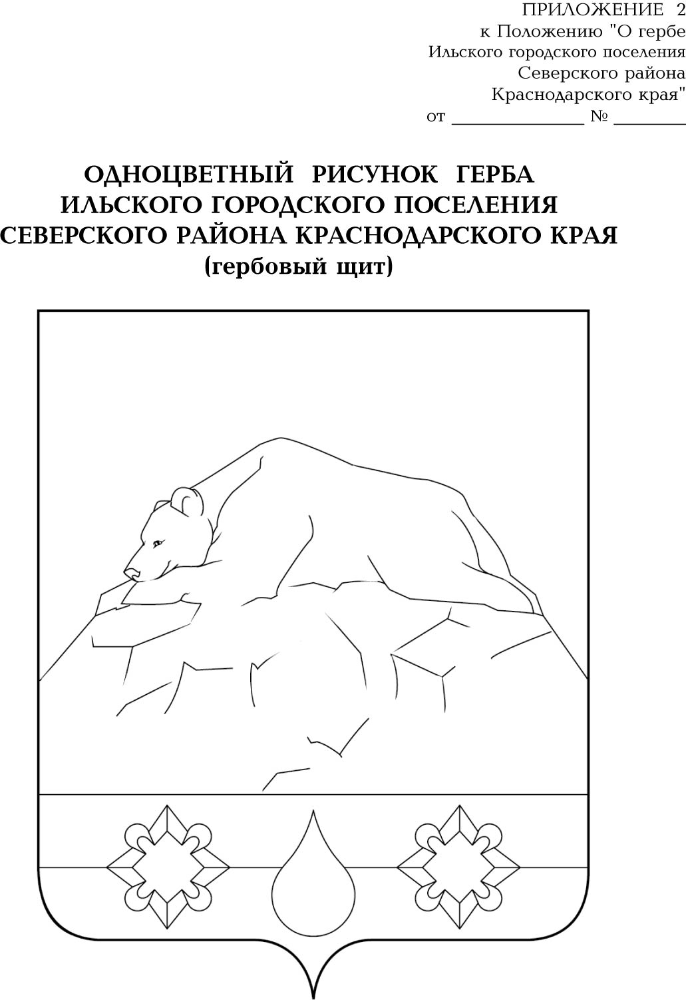 ПРИЛОЖЕНИЕ 2
к Положению "О гербе
Ильского городского поселения
Северского района
Краснодарского края"
от _______________ № ________
ОДНОЦВЕТНЫЙ РИСУНОК ГЕРБА
ИЛЬСКОГО ГОРОДСКОГО ПОСЕЛЕНИЯ
СЕВЕРСКОГО РАЙОНА КРАСНОДАРСКОГО КРАЯ
(гербовый щит)